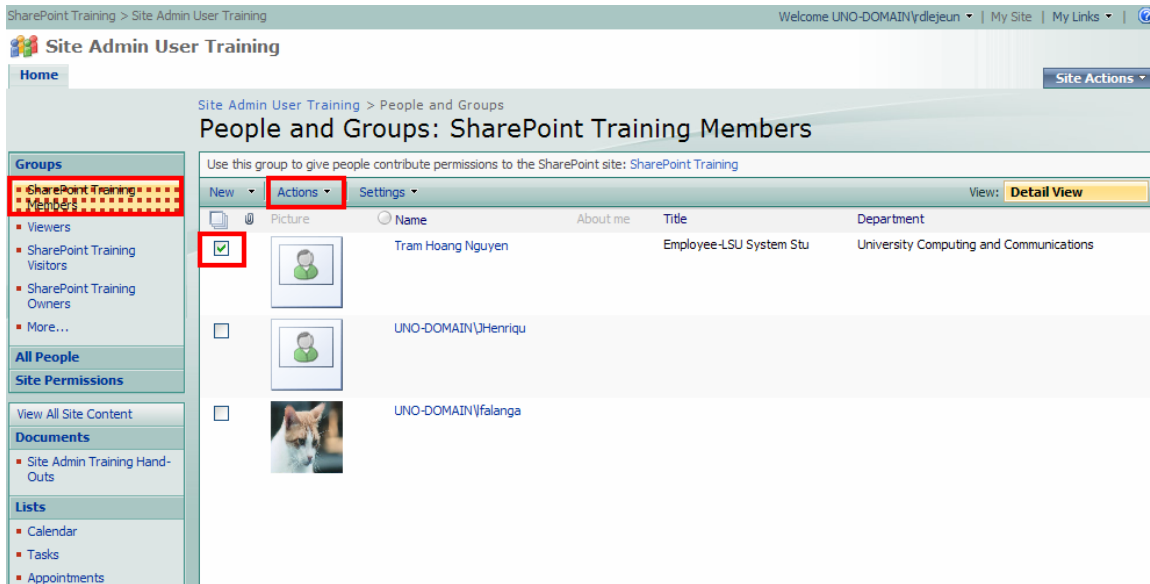 SharePoint Training > Site Admin User Training
Welcome UNO-DOMAIN\rdlejeun | My Site | My Links |
Site Admin User Training
Home
Site Actions
Site Admin User Training > People and Groups
People and Groups: SharePoint Training Members
Groups
SharePoint Training Members
Viewers
SharePoint Training
Visitors
SharePoint Training
Owners
More...
All People
Site Permissions
View All Site Content
Documents
Site Admin Training Hand-
Outs
Lists
Calendar
Tasks
Appointments
Use this group to give people contribute permissions to the SharePoint site: SharePoint Training
New Actions Settings View: Detail View
Picture Name About me Title Department
Tram Hoang Nguyen Employee-LSU System Stu University Computing and Communications
UNO-DOMAIN\JHenriqu
UNO-DOMAIN\jfalanga